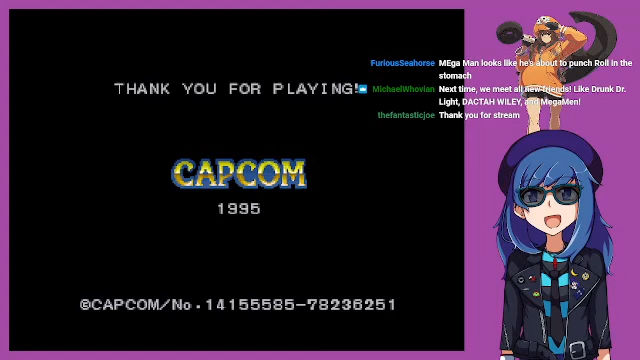 THANK YOU FOR PLAYING!
CAPCOM
1995
©CAPCOM/No.14155585-78236251
FuriousSeahorse MEga Man looks like he's about to punch Roll in the
stomach
MichaelWhovian Next time, we meet all new friends! Like Drunk Dr.
Light, DACTAH WILEY, and MegaMen!
thefantasticjoe Thank you for stream